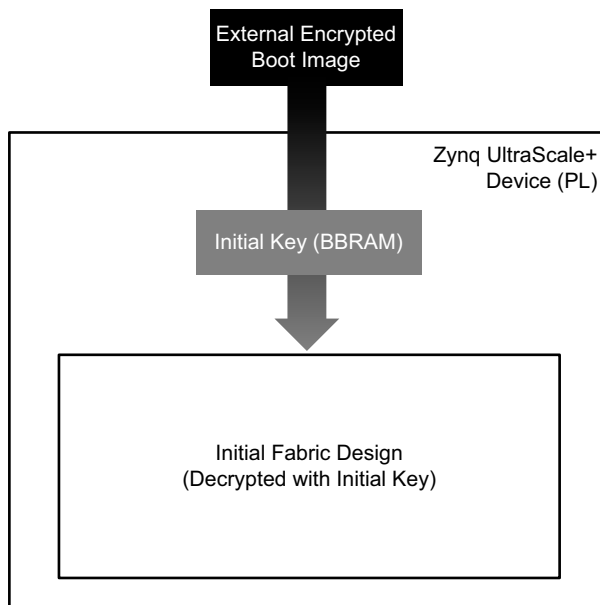 External Encrypted
Boot Image
Zynq UltraScale+
Device (PL)
Initial Key (BBRAM)
Initial Fabric Design
(Decrypted with Initial Key)